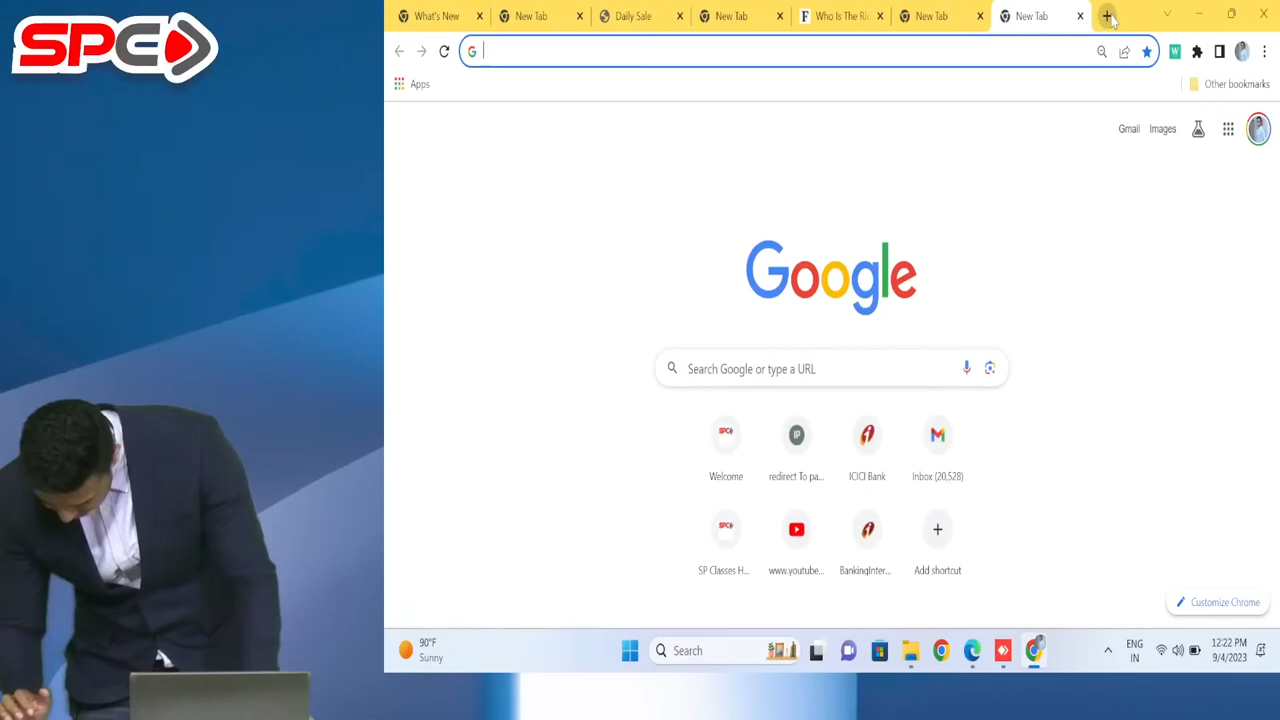 SPC
What's New
New Tab
Daily Sale
New Tab
Who Is The Ri
New Tab
New Tab
Apps
Other bookmarks
Gmail
Images
Google
Search Google or type a URL
SPC
IP
Welcome
redirect To pa...
ICICI Bank
Inbox (20,528)
SPC
SP Classes H...
www.youtube...
BankingInter...
Add shortcut
Customize Chrome
90°F
Sunny
Search
ENG
IN
12:22 PM
9/4/2023